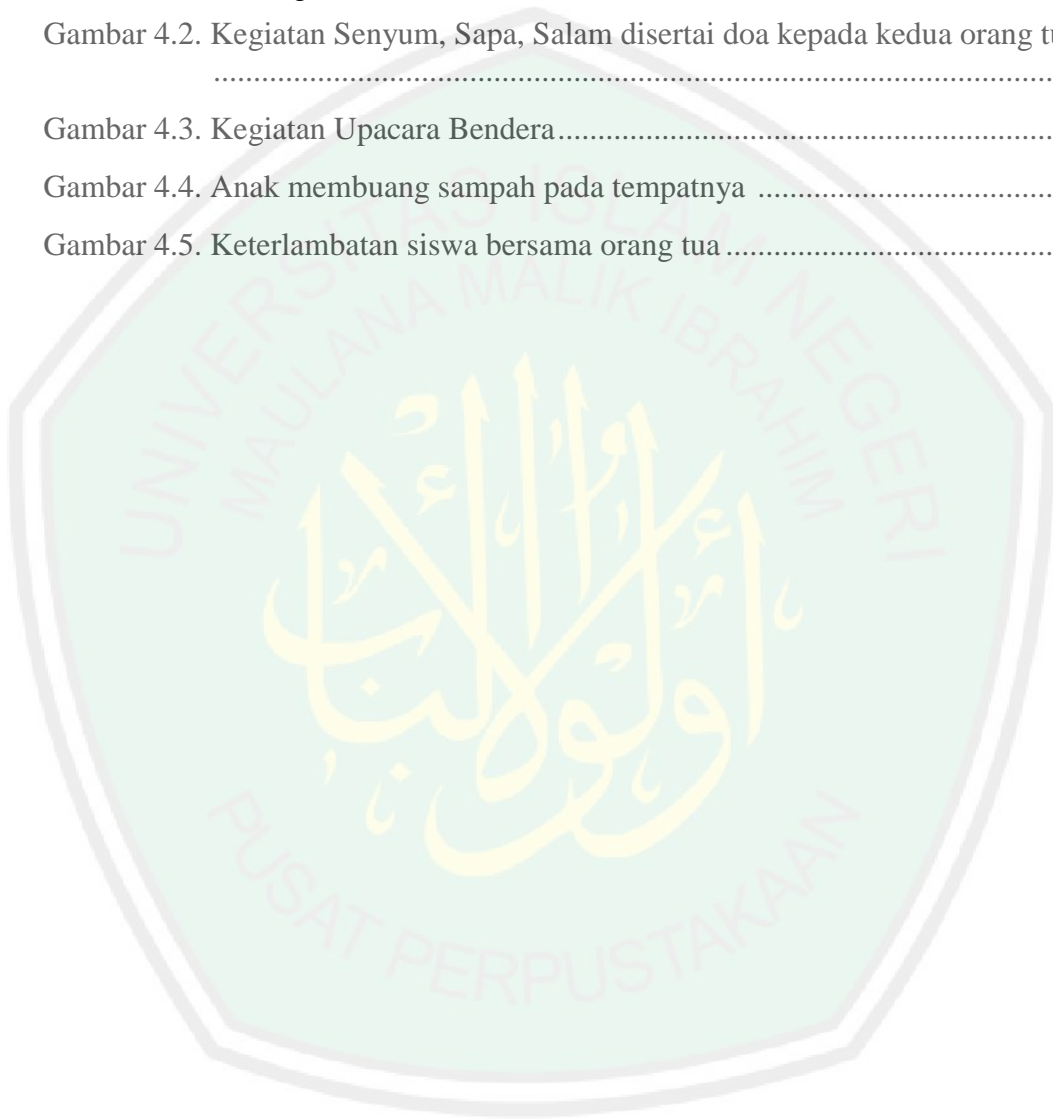 Gambar 4.2. Kegiatan Senyum, Sapa, Salam disertai doa kepada kedua orang
........................................................................................................
Gambar 4.3. Kegiatan Upacara Bendera..............................................................
Gambar 4.4. Anak membuang sampah pada tempatnya .....................................
Gambar 4.5. Keterlambatan siswa bersama orang tua .........................................
UNIVERSITAS ISLAM NEGERI
MAULANA MALIK IBRAHIM
أولوا الألباب
PUSAT PERPUSTAKAAN